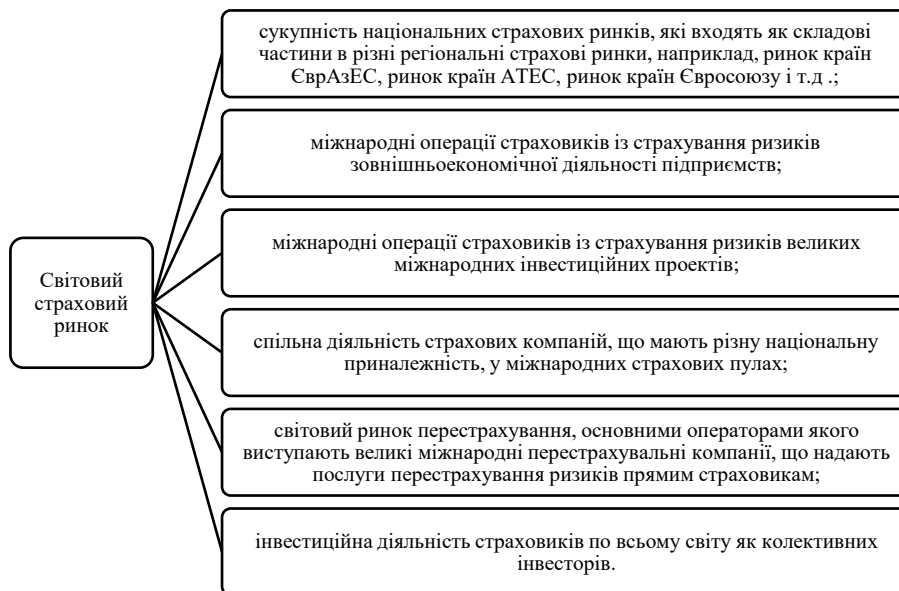 сукупність національних страхових ринків, які входять як складові
частини в різні регіональні страхові ринки, наприклад, ринок країн
ЄврАзЕС, ринок країн АТЕС, ринок країн Євросоюзу і т.д .;
міжнародні операції страховиків із страхування ризиків
зовнішньоекономічної діяльності підприємств;
міжнародні операції страховиків із страхування ризиків великих
міжнародних інвестиційних проектів;
Світовий
страховий
ринок
спільна діяльність страхових компаній, що мають різну національну
приналежність, у міжнародних страхових пулах;
світовий ринок перестрахування, основними операторами якого
виступають великі міжнародні перестрахувальні компанії, що надають
послуги перестрахування ризиків прямим страховикам;
інвестиційна діяльність страховиків по всьому світу як колективних
інвесторів.